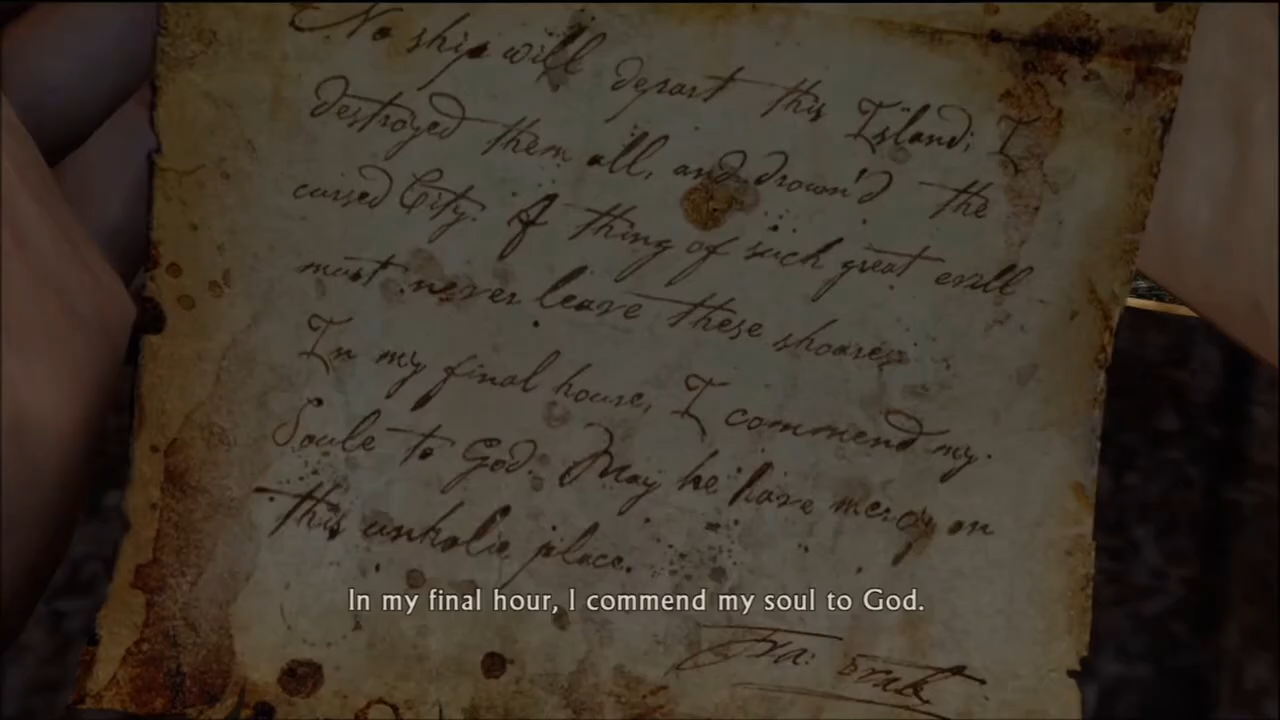 No ship will depart this Island; I
destroyed them all, and drown'd the
cursed City. A thing of such great evill
must never leave these shoares.
In my final houre, I commend my
Soule to God. May he have mercy on
this unholie place.
In my final hour, I commend my soul to God.
Fra: Drake